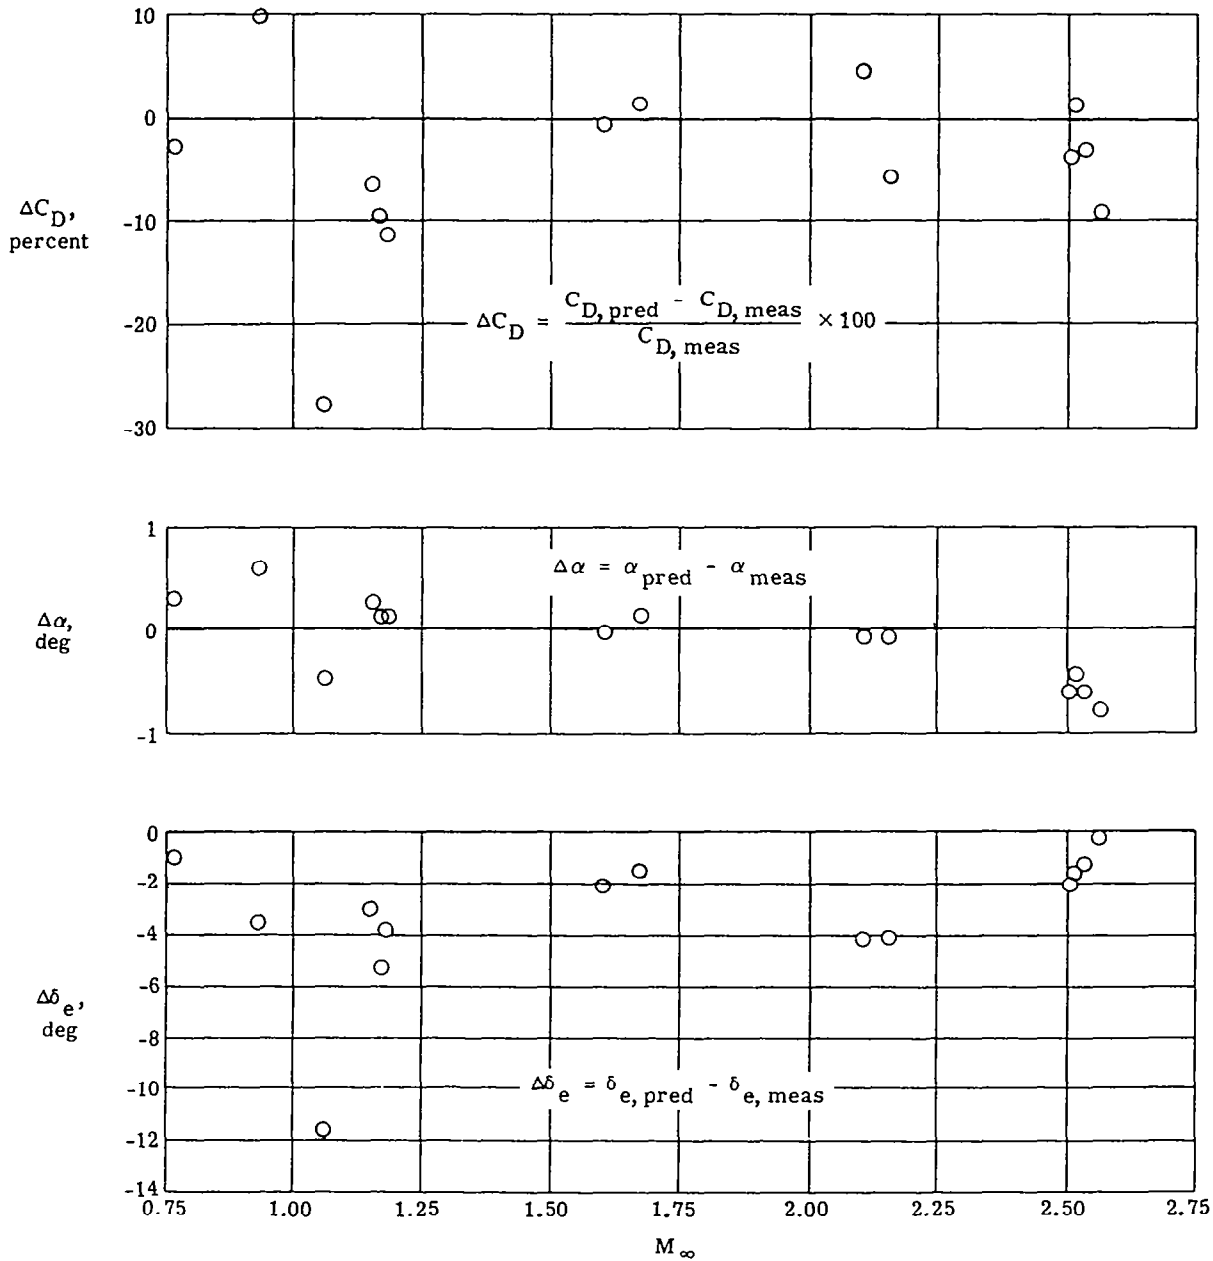 10
0
-10
-20
-30
ΔC_D,
percent
ΔC_D = (C_D, pred - C_D, meas) / C_D, meas × 100
1
0
-1
Δα,
deg
Δα = α_pred - α_meas
0
-2
-4
-6
-8
-10
-12
-14
Δδ_e,
deg
Δδ_e = δ_e, pred - δ_e, meas
0.75 1.00 1.25 1.50 1.75 2.00 2.25 2.50 2.75
M_∞